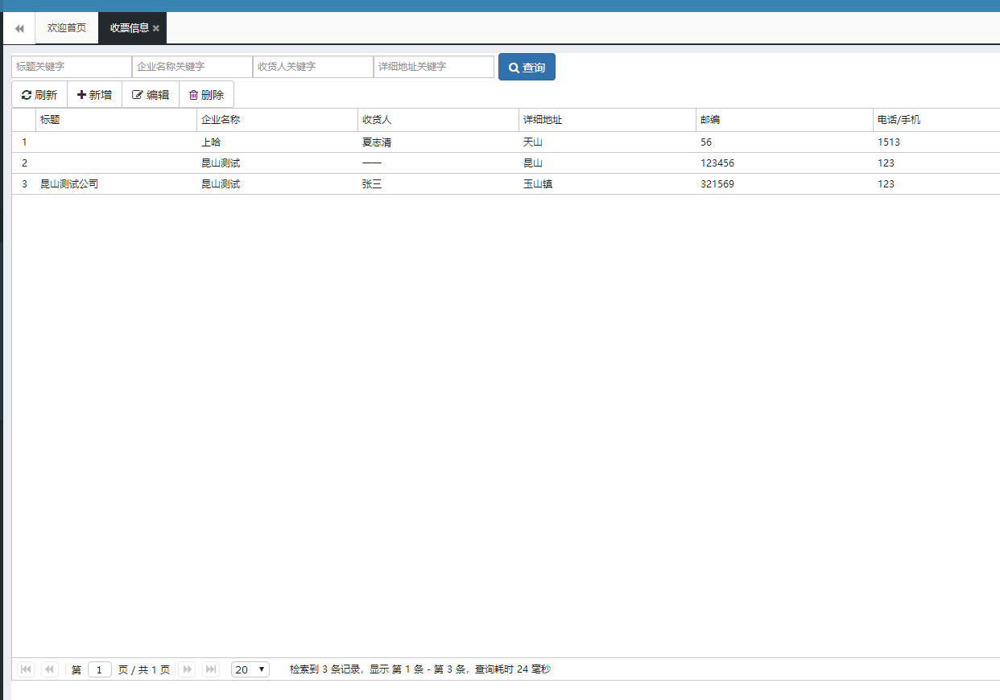 欢迎首页 收票信息
标题关键字 企业名称关键字 收货人关键字 详细地址关键字 查询
刷新 新增 编辑 删除
标题 企业名称 收货人 详细地址 邮编 电话/手机
1 上哈 夏志清 天山 56 1513
2 昆山测试 一一 昆山 123456 123
3 昆山测试公司 昆山测试 张三 玉山镇 321569 123
第 1 页 / 共 1 页 20 检索到 3 条记录，显示 第 1 条 - 第 3 条，查询耗时 24 毫秒